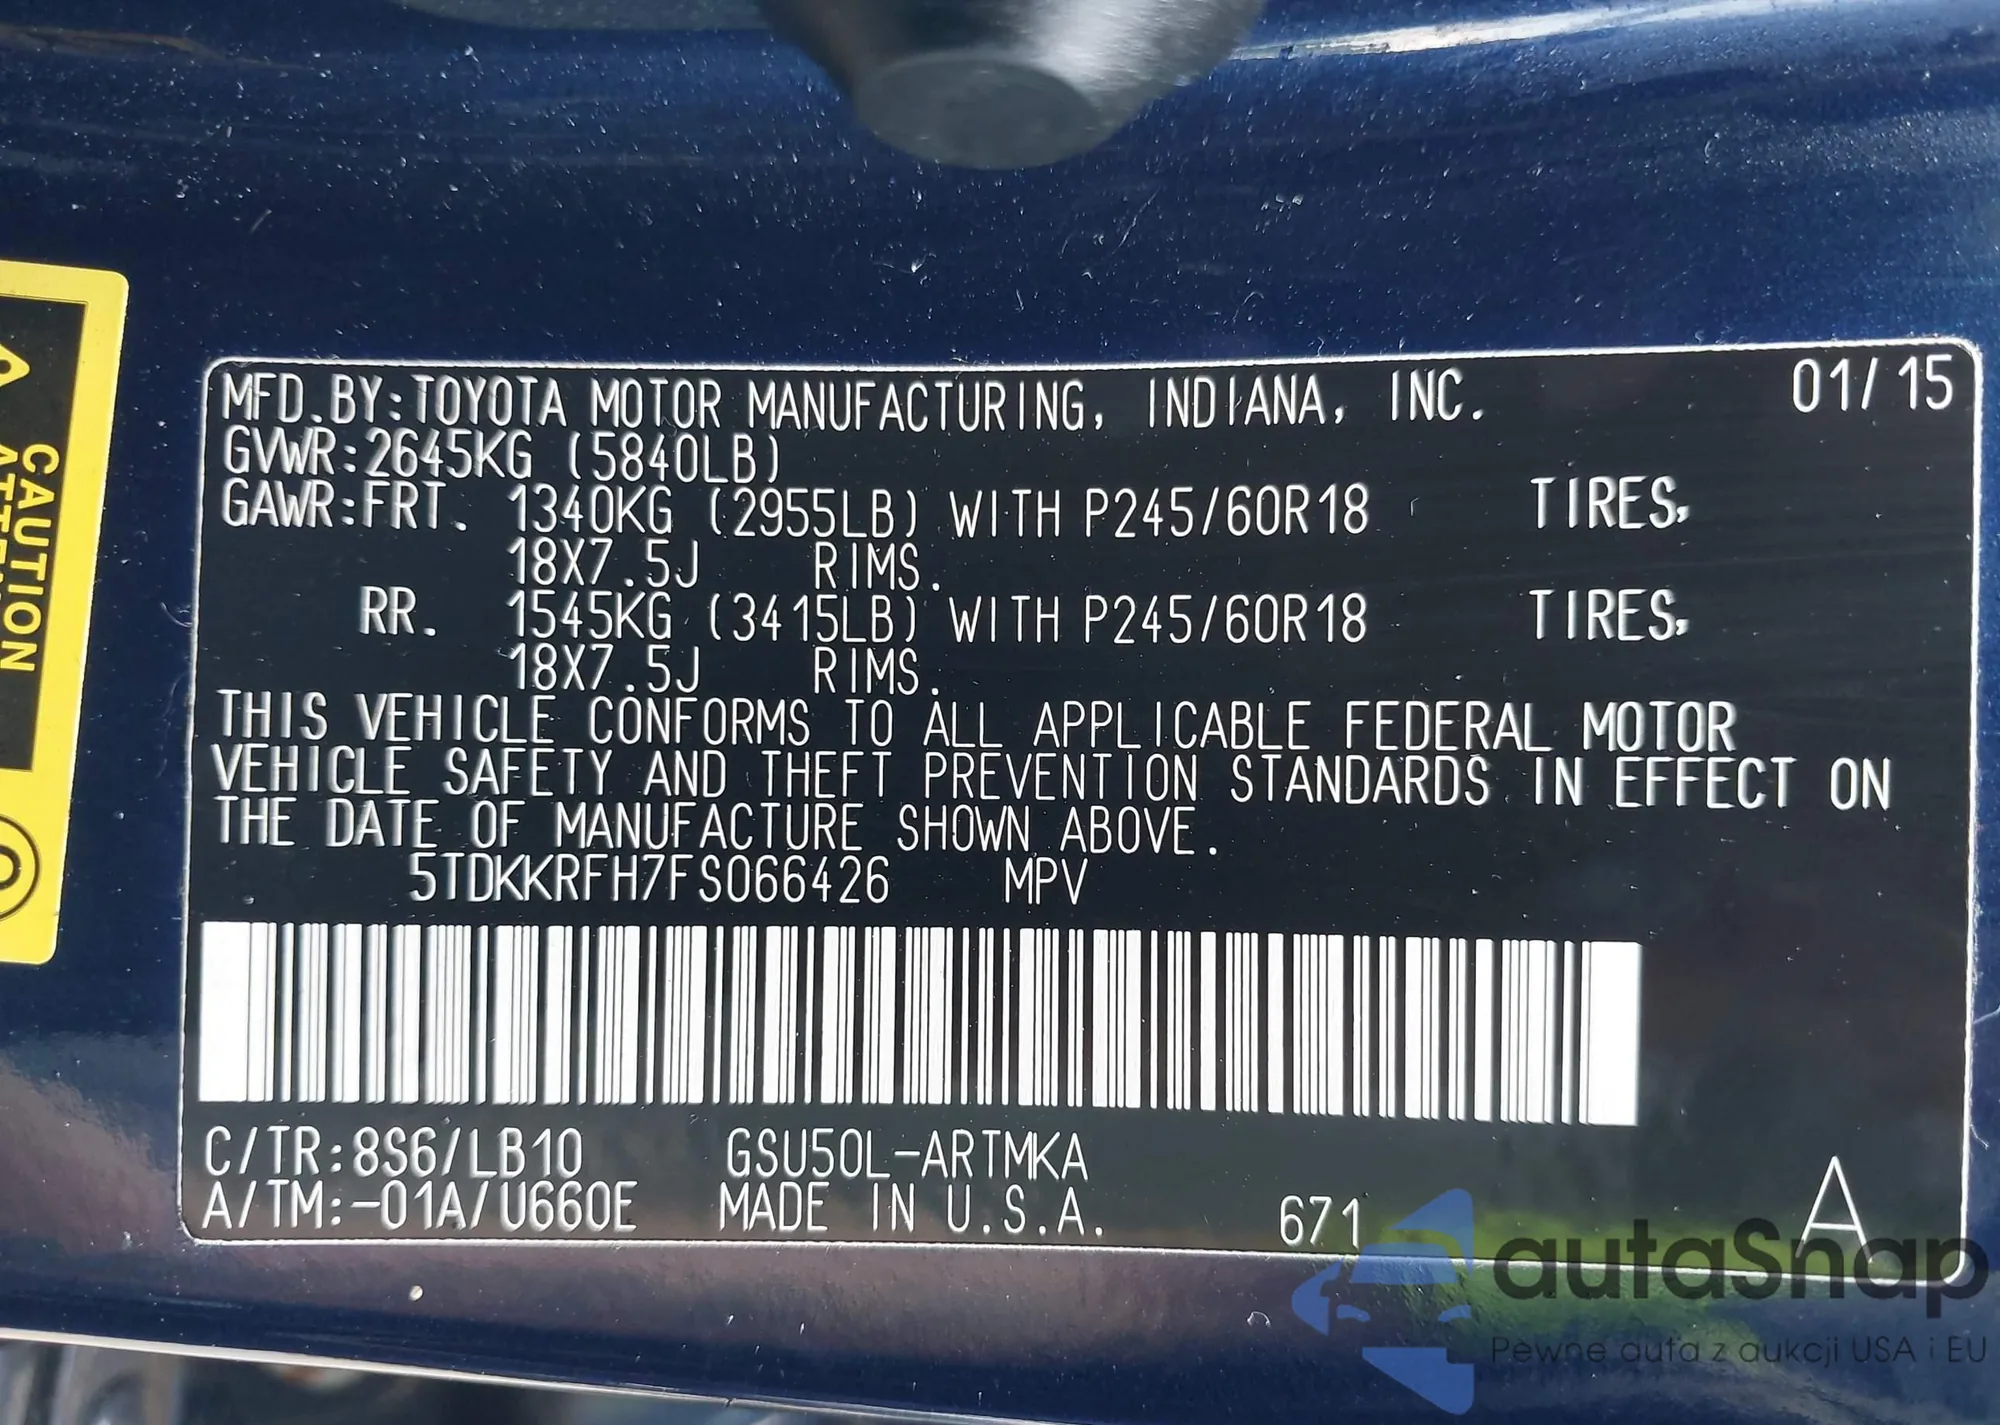 MFD.BY:TOYOTA MOTOR MANUFACTURING, INDIANA, INC. 01/15
GVWR:2645KG (5840LB)
GAWR:FRT. 1340KG (2955LB) WITH P245/60R18 TIRES,
18X7.5J RIMS.
RR. 1545KG (3415LB) WITH P245/60R18 TIRES,
18X7.5J RIMS.
THIS VEHICLE CONFORMS TO ALL APPLICABLE FEDERAL MOTOR
VEHICLE SAFETY AND THEFT PREVENTION STANDARDS IN EFFECT ON
THE DATE OF MANUFACTURE SHOWN ABOVE.
5TDKKRFH7FS066426 MPV
C/TR:8S6/LB10 GSU50L-ARTMKA
A/TM:-01A/U660E MADE IN U.S.A. 671 A
CAUTION
autaSnap
Pewne auta z aukcji USA i EU